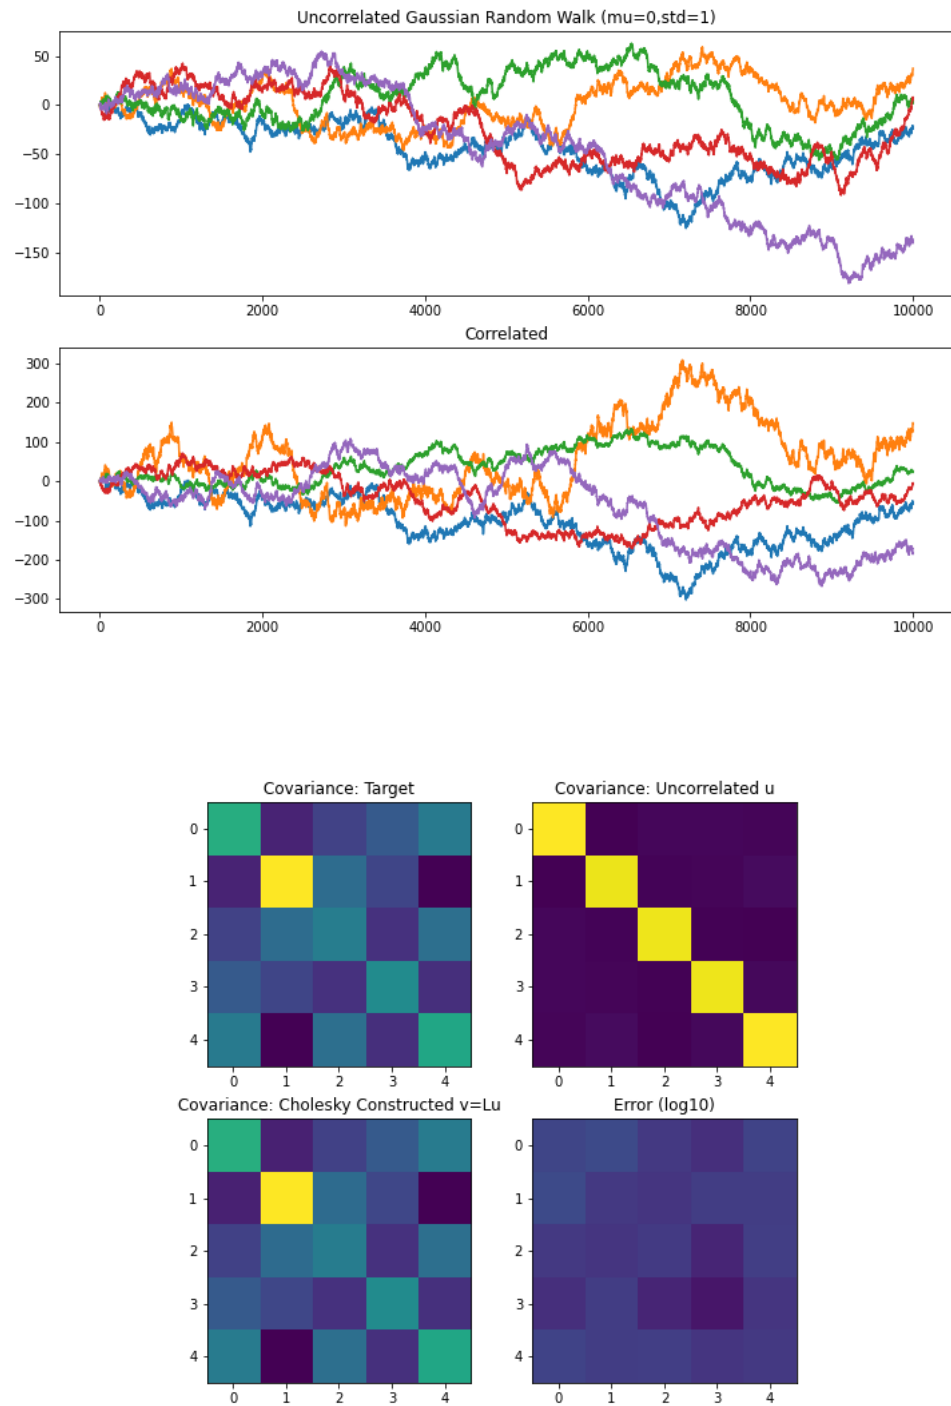 Uncorrelated Gaussian Random Walk (mu=0,std=1)
50
0
−50
−100
−150
0 2000 4000 6000 8000 10000
Correlated
300
200
100
0
−100
−200
−300
0 2000 4000 6000 8000 10000
Covariance: Target
0
1
2
3
4
0 1 2 3 4
Covariance: Uncorrelated u
0
1
2
3
4
0 1 2 3 4
Covariance: Cholesky Constructed v=Lu
0
1
2
3
4
0 1 2 3 4
Error (log10)
0
1
2
3
4
0 1 2 3 4